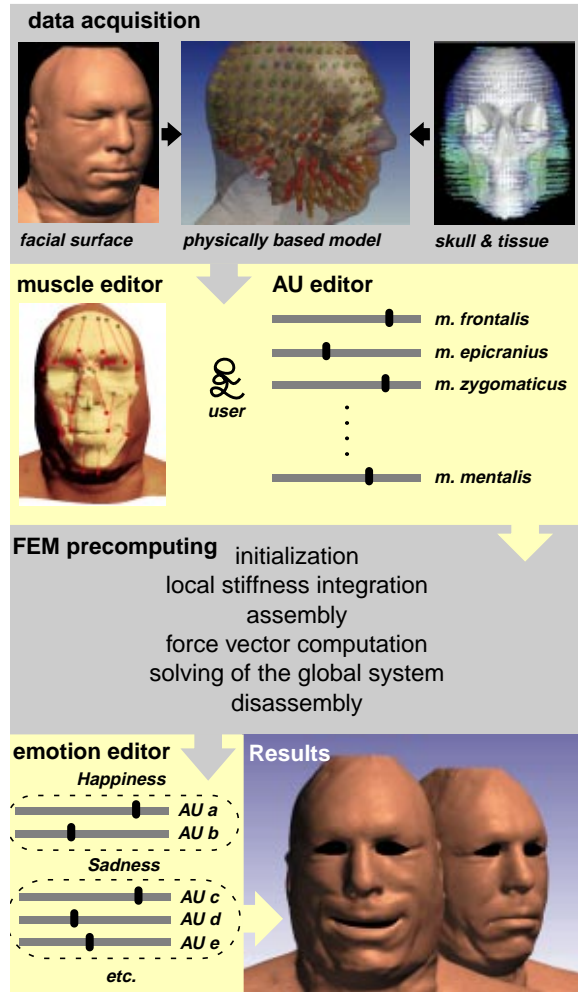 data acquisition
facial surface
physically based model
skull & tissue
muscle editor
AU editor
m. frontalis
m. epicranius
m. zygomaticus
user
m. mentalis
FEM precomputing
initialization
local stiffness integration
assembly
force vector computation
solving of the global system
disassembly
emotion editor
Results
Happiness
AU a
AU b
Sadness
AU c
AU d
AU e
etc.